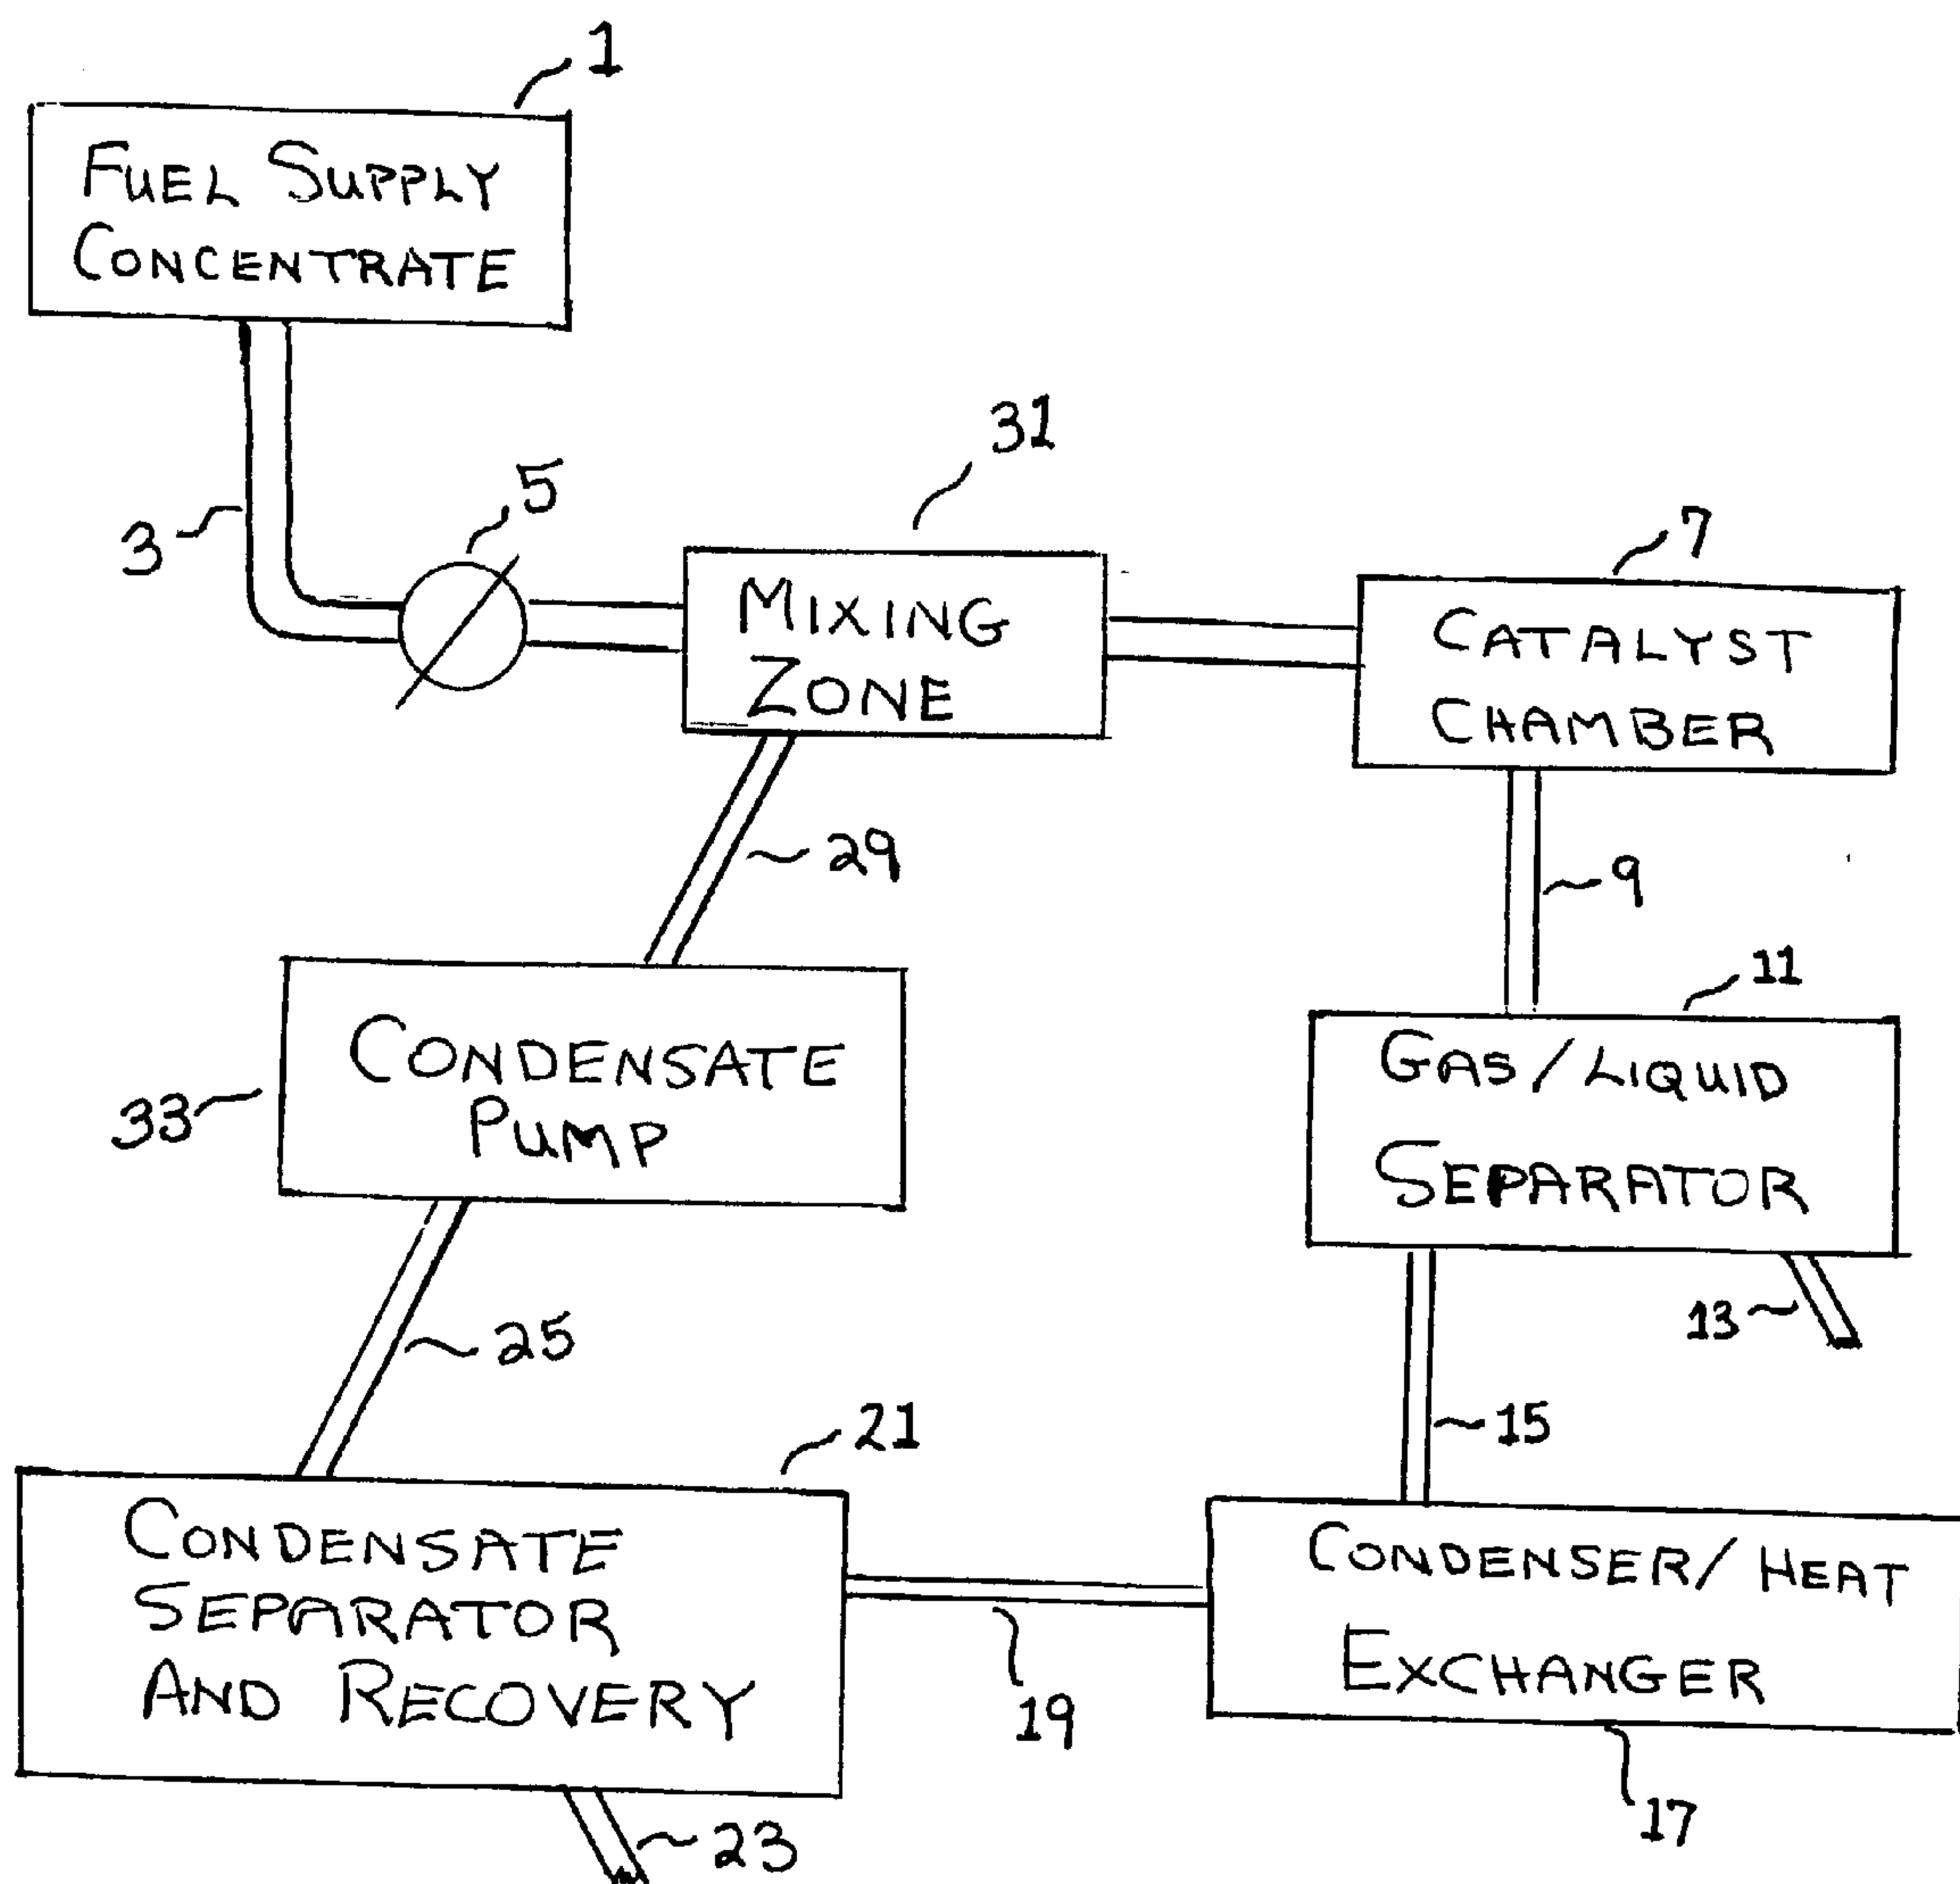 1
FUEL SUPPLY
CONCENTRATE
31
5
3
7
MIXING
ZONE
CATALYST
CHAMBER
29
9
11
CONDENSATE
PUMP
33
GAS/LIQUID
SEPARATOR
13
25
15
21
CONDENSATE
SEPARATOR
AND RECOVERY
CONDENSER/HEAT
EXCHANGER
19
17
23